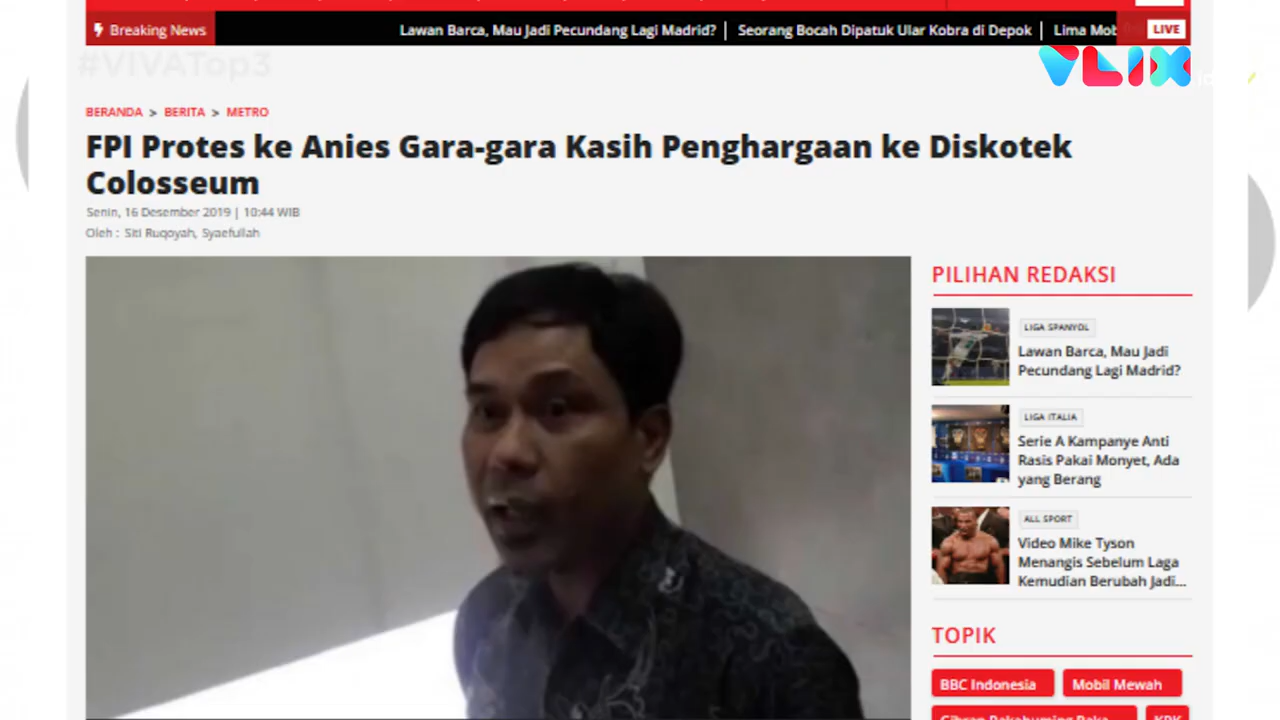 Breaking News
Lawan Barca, Mau Jadi Pecundang Lagi Madrid?
Seorang Bocah Dipatuk Ular Kobra di Depok
Lima Mob
LIVE
#VIVATop3
VLIX
BERANDA > BERITA > METRO
FPI Protes ke Anies Gara-gara Kasih Penghargaan ke Diskotek
Colosseum
Senin, 16 Desember 2019 | 10:44 WIB
Oleh : Siti Ruqoyah, Syaefullah
PILIHAN REDAKSI
LIGA SPANYOL
Lawan Barca, Mau Jadi
Pecundang Lagi Madrid?
LIGA ITALIA
Serie A Kampanye Anti
Rasis Pakai Monyet, Ada
yang Berang
ALL SPORT
Video Mike Tyson
Menangis Sebelum Laga
Kemudian Berubah Jadi...
TOPIK
BBC Indonesia
Mobil Mewah